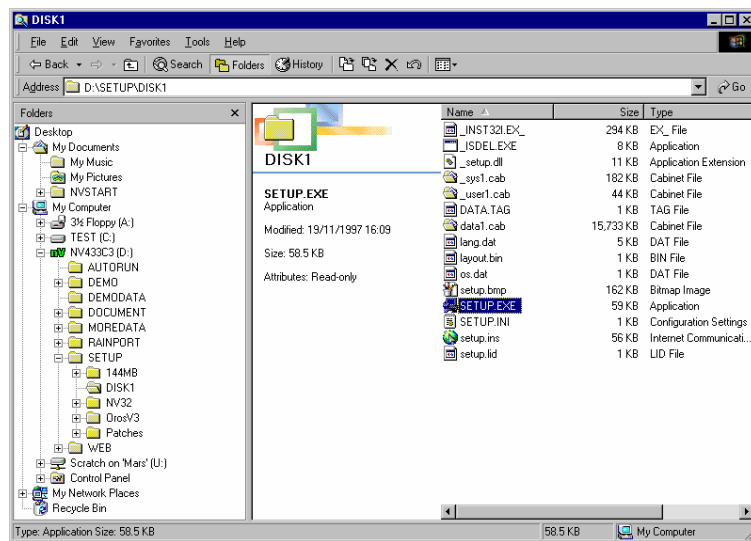 DISK1
File Edit View Favorites Tools Help
Back Search Folders History
Address D:\SETUP\DISK1 Go
Folders
Desktop
My Documents
My Music
My Pictures
NVSTART
My Computer
3½ Floppy (A:)
TEST (C:)
NV433C3 (D:)
AUTORUN
DEMO
DEMODATA
DOCUMENT
MOREDATA
RAINPORT
SETUP
144MB
DISK1
NV32
OrosV3
Patches
WEB
Scratch on 'Mars' (U:)
Control Panel
My Network Places
Recycle Bin
DISK1
SETUP.EXE
Application
Modified: 19/11/1997 16:09
Size: 58.5 KB
Attributes: Read-only
Name Size Type
_INST32I.EX_ 294 KB EX_ File
_ISDEL.EXE 8 KB Application
_setup.dll 11 KB Application Extension
_sys1.cab 182 KB Cabinet File
_user1.cab 44 KB Cabinet File
DATA.TAG 1 KB TAG File
data1.cab 15,733 KB Cabinet File
lang.dat 5 KB DAT File
layout.bin 1 KB BIN File
os.dat 1 KB DAT File
setup.bmp 162 KB Bitmap Image
SETUP.EXE 59 KB Application
SETUP.INI 1 KB Configuration Settings
setup.ins 56 KB Internet Communicati...
setup.lid 1 KB LID File
Type: Application Size: 58.5 KB 58.5 KB My Computer